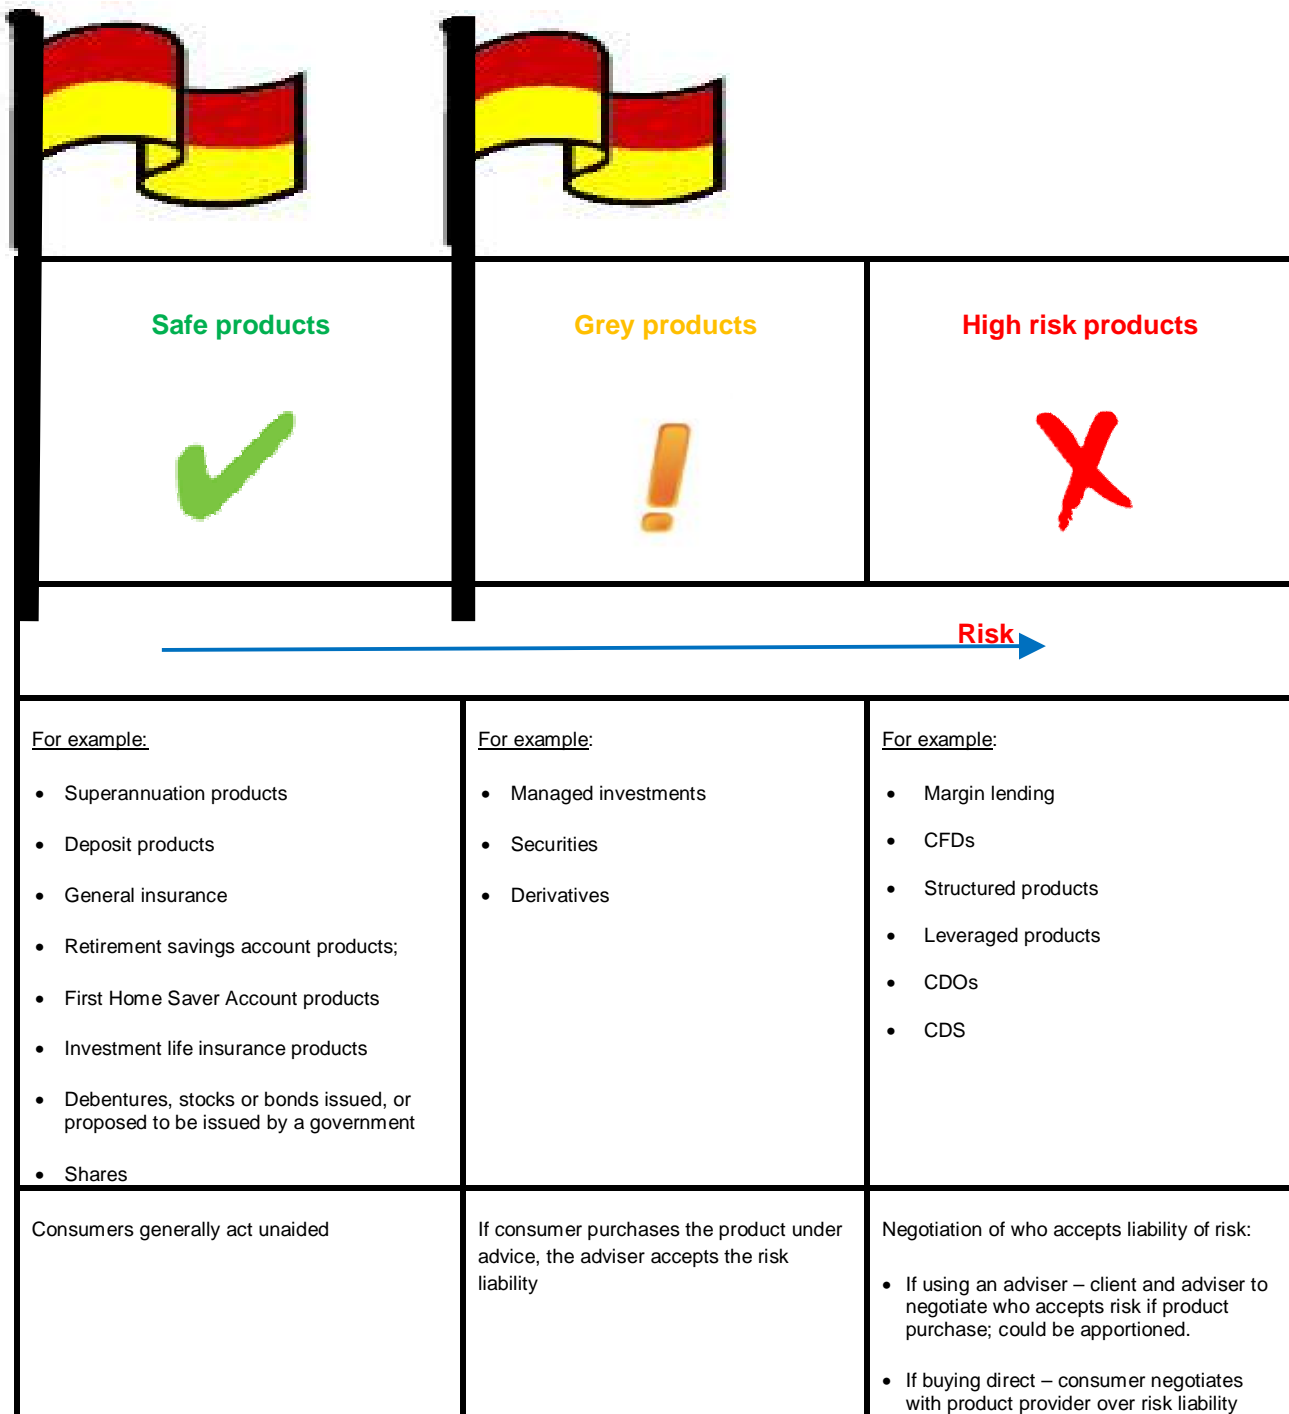 Safe products
Grey products
High risk products
Risk
For example:
• Superannuation products
• Deposit products
• General insurance
• Retirement savings account products;
• First Home Saver Account products
• Investment life insurance products
• Debentures, stocks or bonds issued, or
proposed to be issued by a government
• Shares
For example:
• Managed investments
• Securities
• Derivatives
For example:
• Margin lending
• CFDs
• Structured products
• Leveraged products
• CDOs
• CDS
Consumers generally act unaided
If consumer purchases the product under
advice, the adviser accepts the risk
liability
Negotiation of who accepts liability of risk:
• If using an adviser – client and adviser to
negotiate who accepts risk if product
purchase; could be apportioned.
• If buying direct – consumer negotiates
with product provider over risk liability